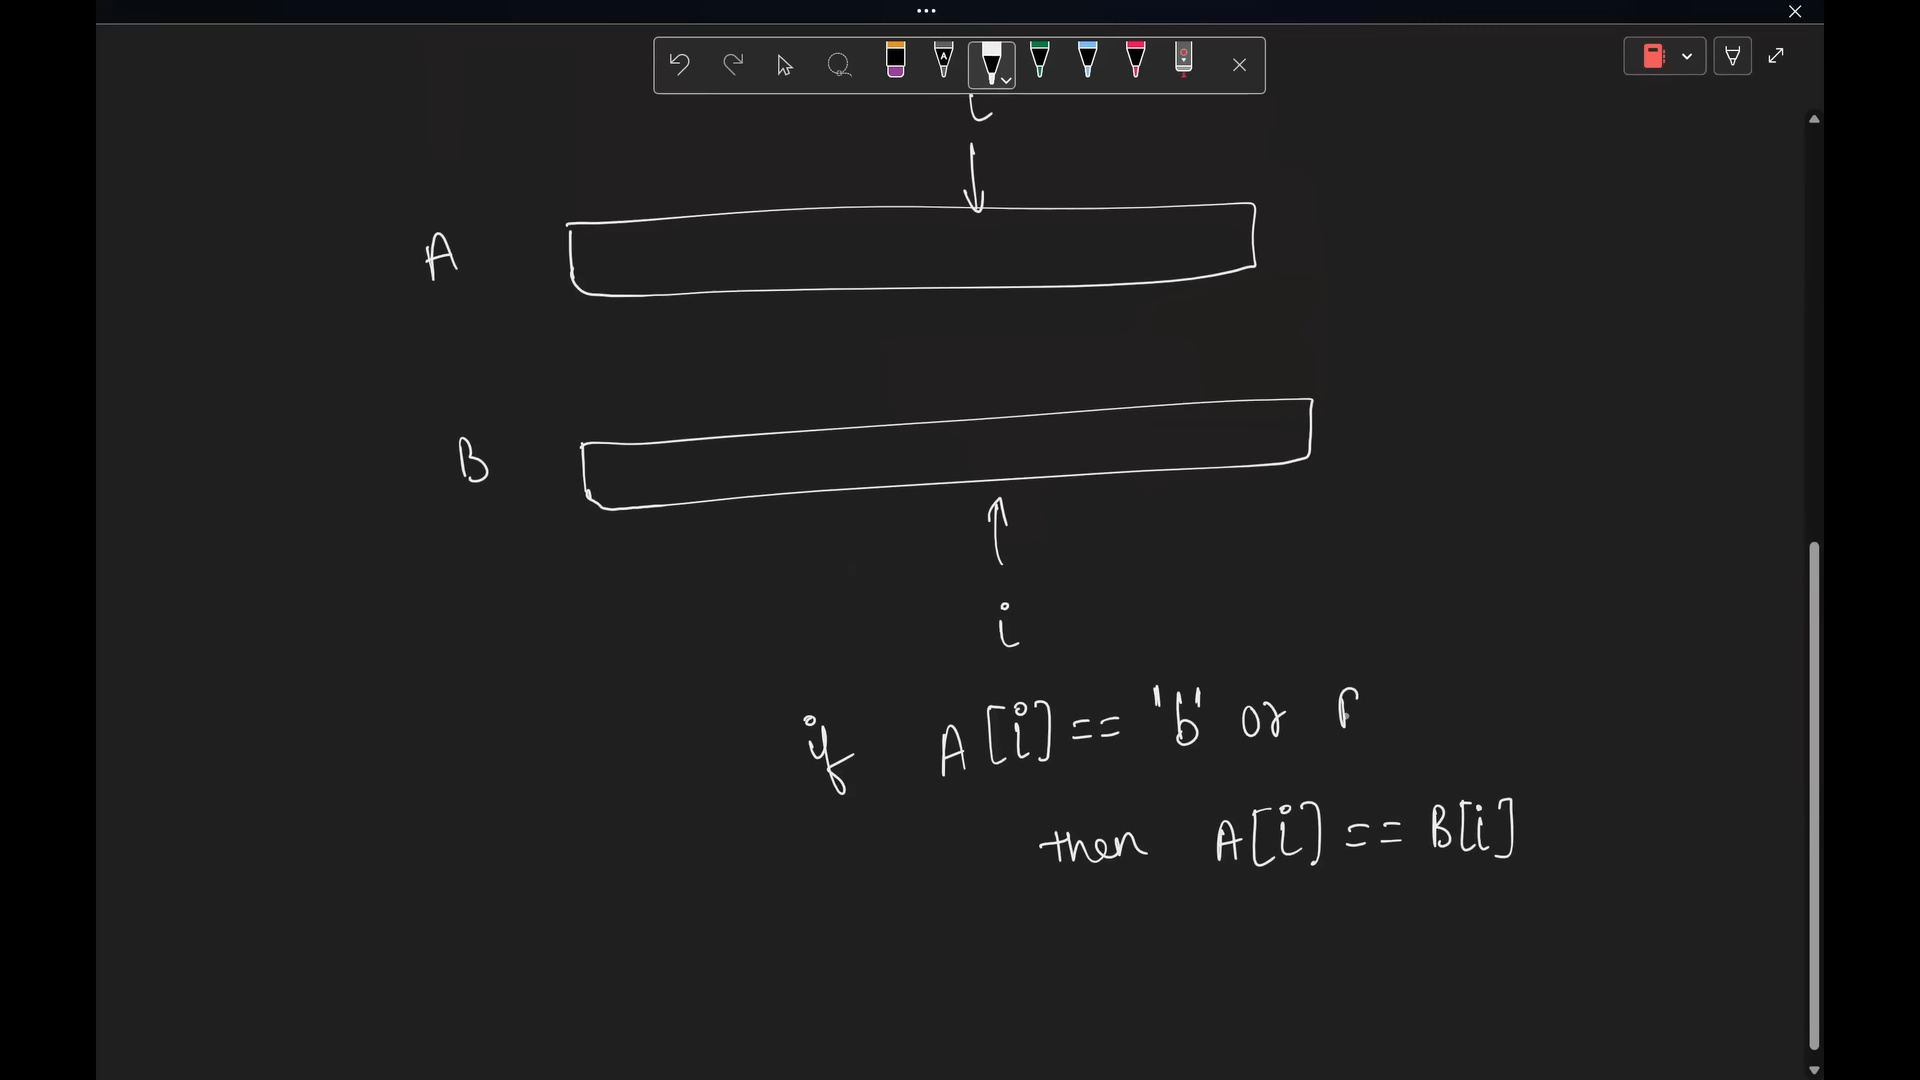 i
A
B
i
if A[i] == "b" or
then A[i] == B[i]